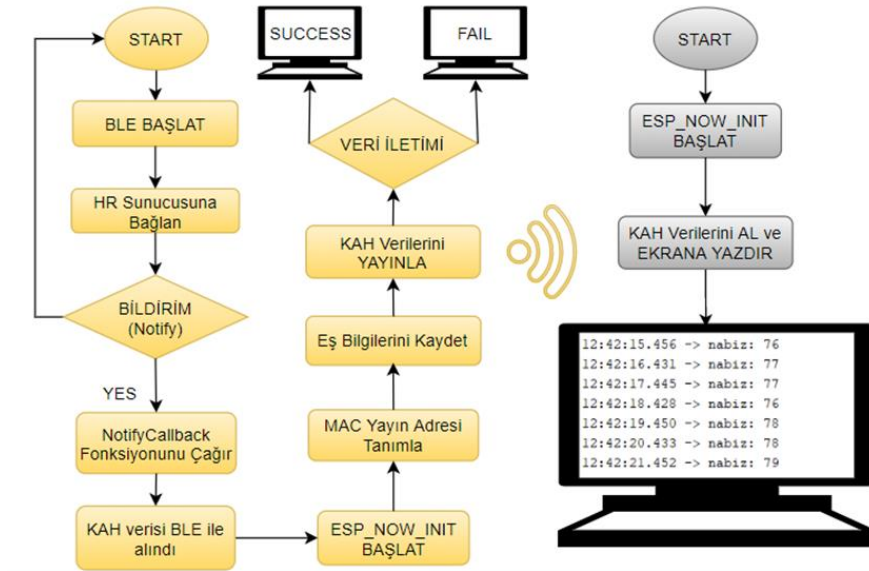 START
BLE BAŞLAT
HR Sunucusuna
Bağlan
BİLDİRİM
(Notify)
YES
NotifyCallback
Fonksiyonunu Çağır
KAH verisi BLE ile
alındı
ESP_NOW_INIT
BAŞLAT
MAC Yayın Adresi
Tanımla
Eş Bilgilerini Kaydet
KAH Verilerini
YAYINLA
VERİ İLETİMİ
SUCCESS
FAIL
START
ESP_NOW_INIT
BAŞLAT
KAH Verilerini AL ve
EKRANA YAZDIR
12:42:15.456 -> nabiz: 76
12:42:16.431 -> nabiz: 77
12:42:17.445 -> nabiz: 77
12:42:18.428 -> nabiz: 76
12:42:19.450 -> nabiz: 78
12:42:20.433 -> nabiz: 78
12:42:21.452 -> nabiz: 79